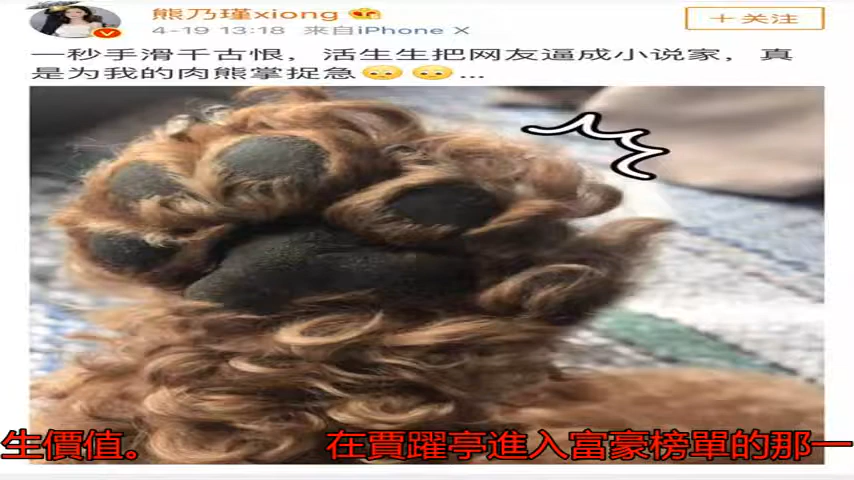 熊乃瑾xiong
4-19 13:18 来自iPhone X
+关注
一秒手滑千古恨，活生生把网友逼成小说家，真
是为我的肉熊掌捉急😳😳...
生價值。 在賈躍亭進入富豪榜單的那一